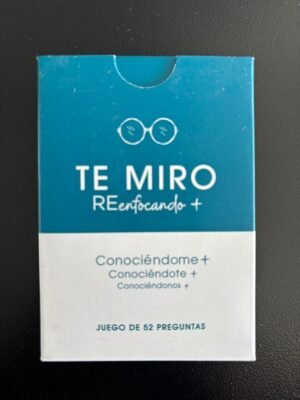 TE MIRO
REenfocando +
Conociéndome +
Conociéndote +
Conociéndonos +
JUEGO DE 52 PREGUNTAS